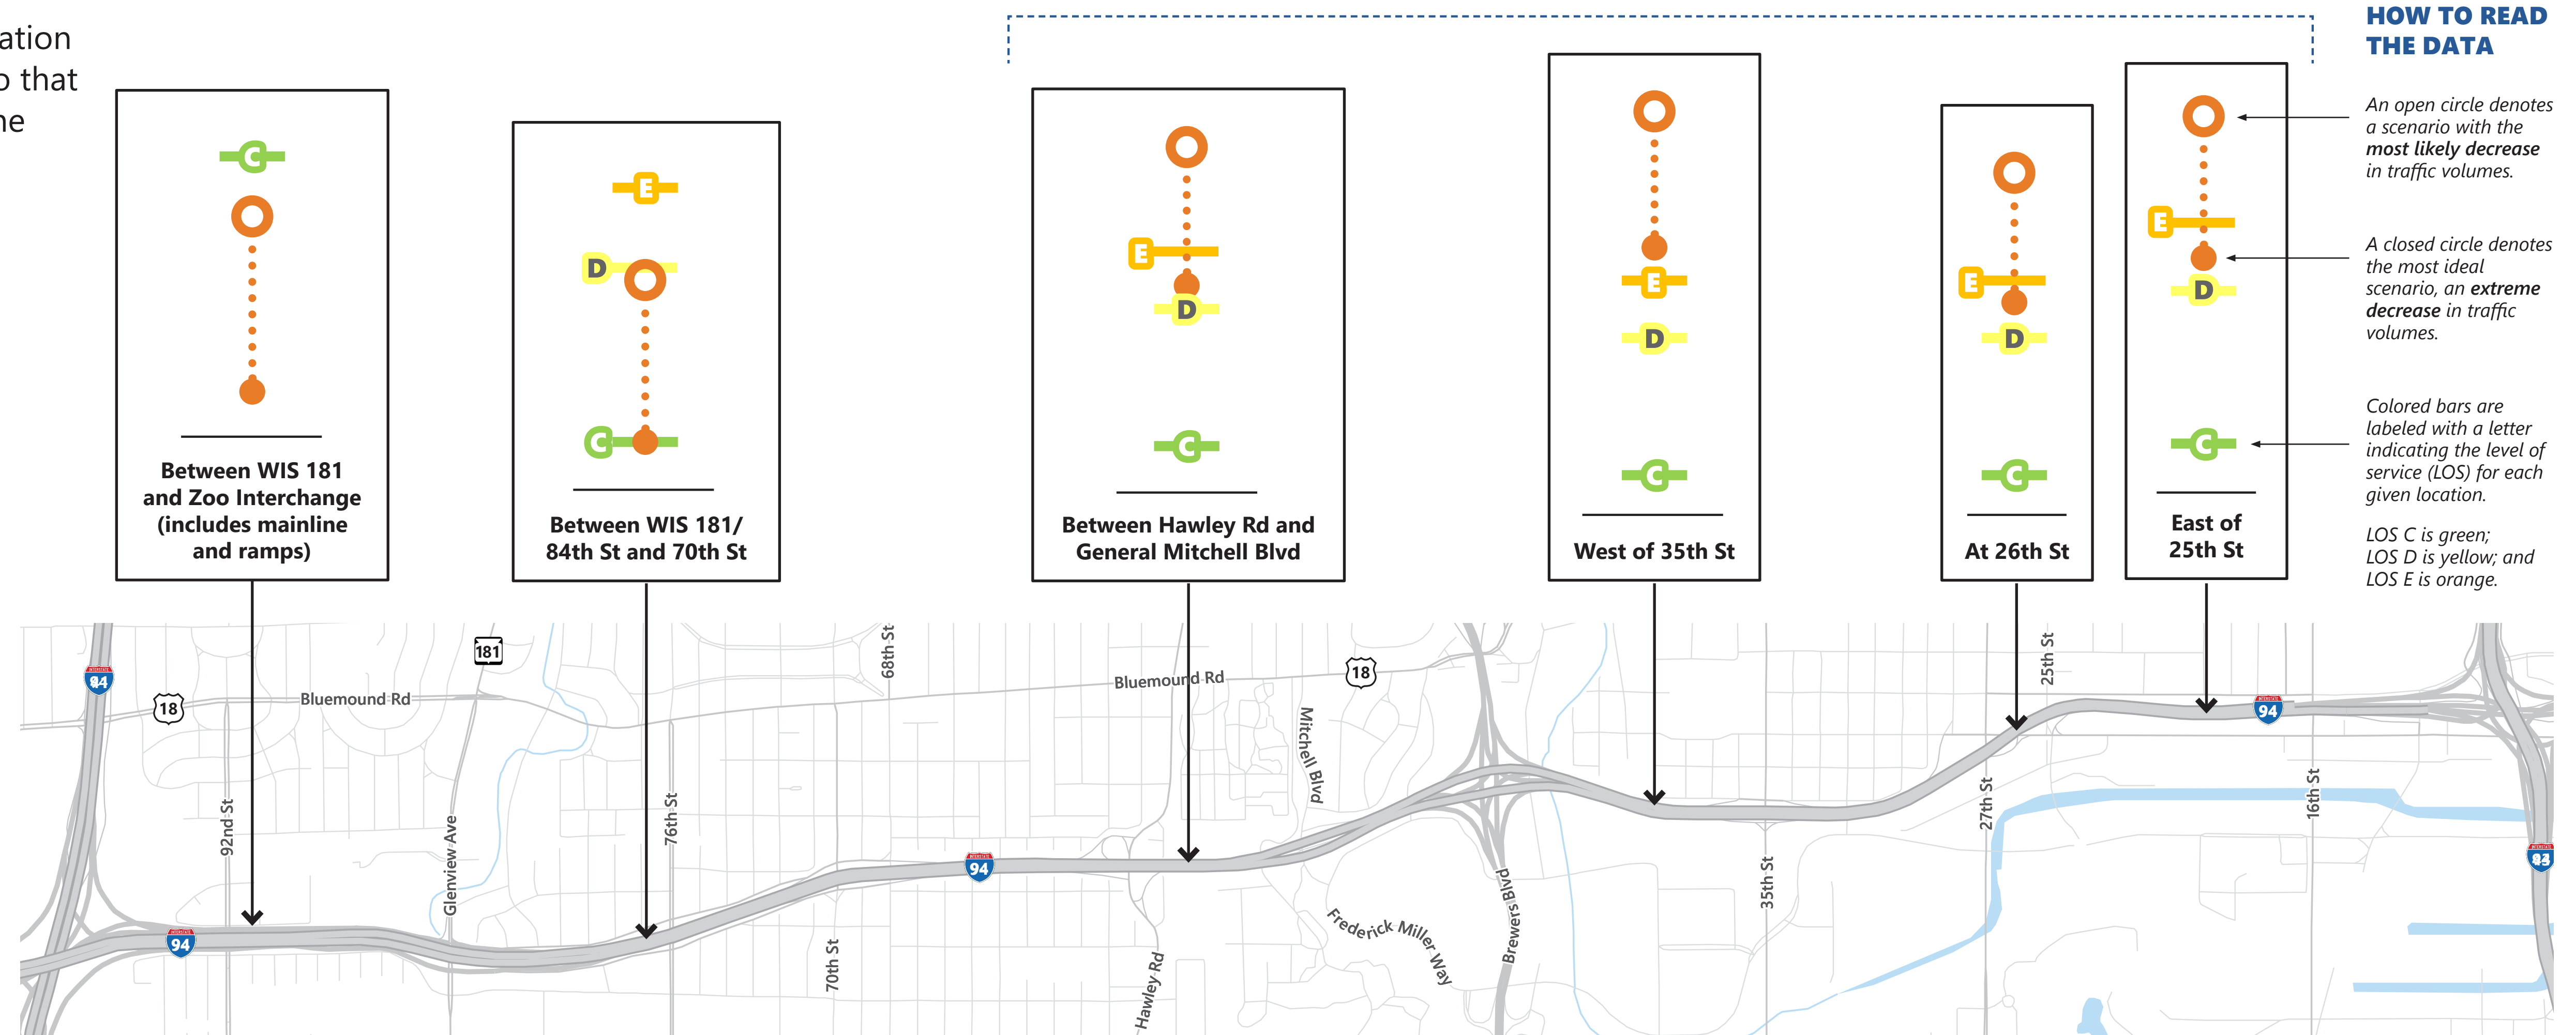 ation
o that
ne
C
Between WIS 181
and Zoo Interchange
(includes mainline
and ramps)
E
D
C
Between WIS 181/
84th St and 70th St
E
D
C
Between Hawley Rd and
General Mitchell Blvd
E
D
C
West of 35th St
E
D
C
At 26th St
E
D
C
East of
25th St
HOW TO READ
THE DATA
An open circle denotes
a scenario with the
most likely decrease
in traffic volumes.
A closed circle denotes
the most ideal
scenario, an extreme
decrease in traffic
volumes.
Colored bars are
labeled with a letter
indicating the level of
service (LOS) for each
given location.
LOS C is green;
LOS D is yellow; and
LOS E is orange.
181
68th St
25th St
18
Bluemound Rd
Bluemound Rd
18
Mitchell Blvd
INTERSTATE
94
92nd St
Glenview Ave
76th St
27th St
16th St
INTERSTATE
94
INTERSTATE
94
70th St
Hawley Rd
Frederick Miller Way
Brewers Blvd
35th St